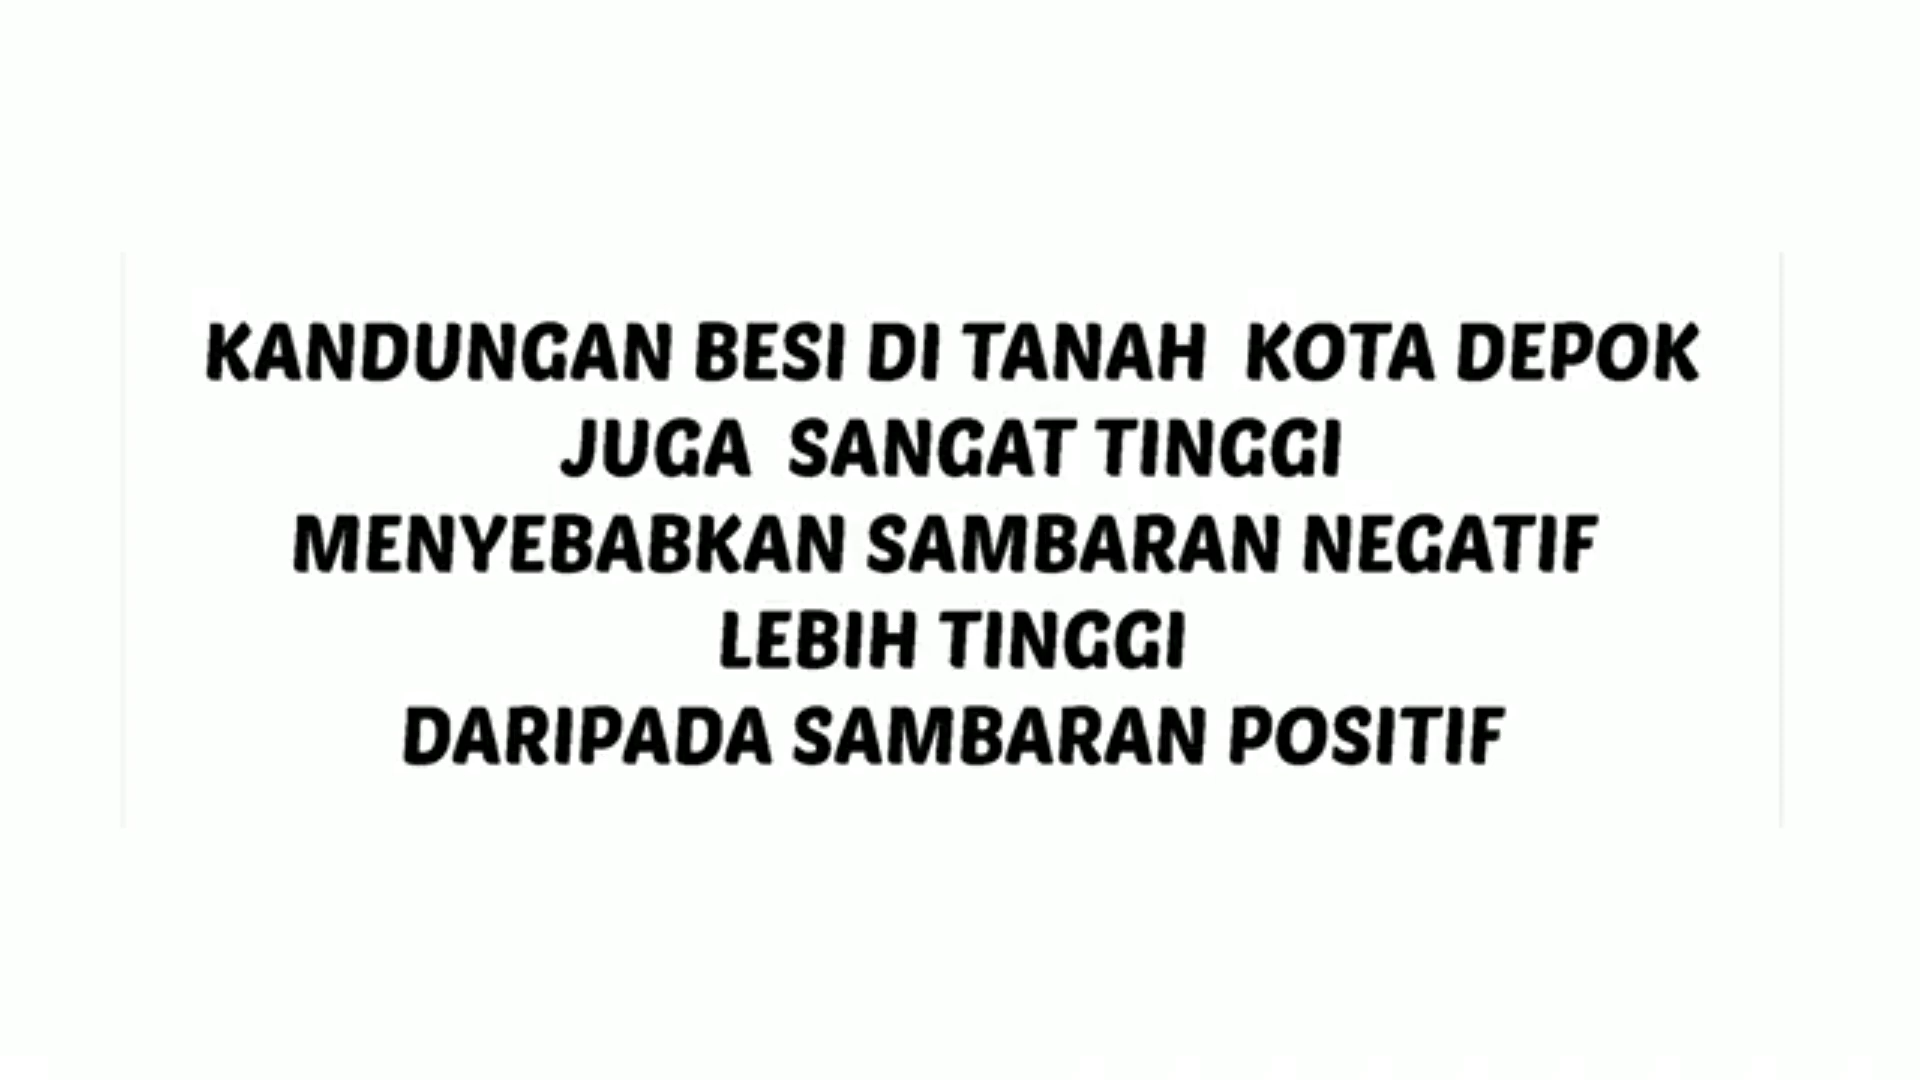 KANDUNGAN BESI DI TANAH KOTA DEPOK
JUGA SANGAT TINGGI
MENYEBABKAN SAMBARAN NEGATIF
LEBIH TINGGI
DARIPADA SAMBARAN POSITIF